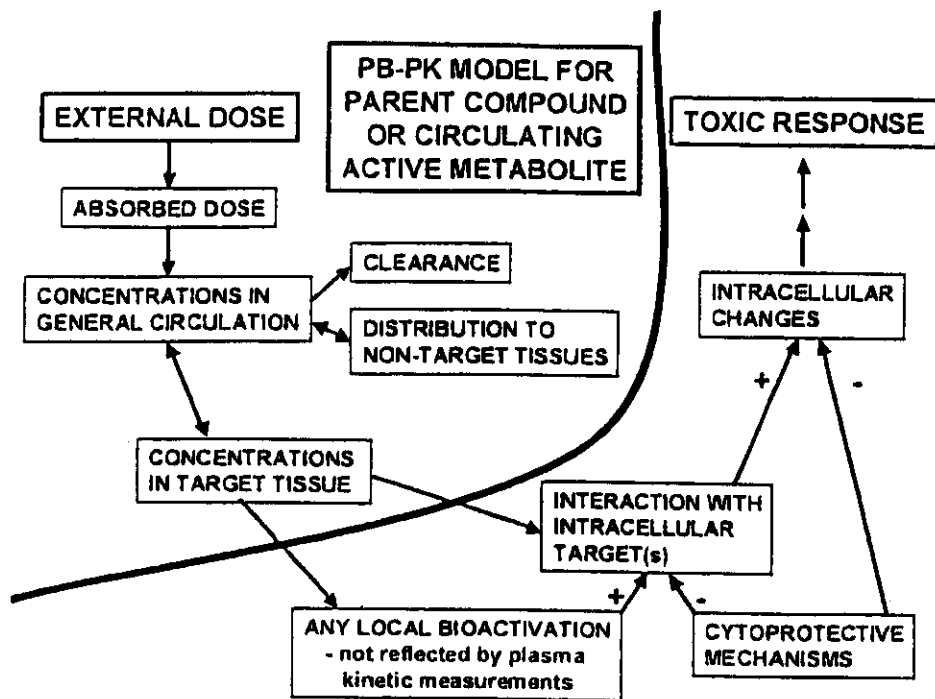 PB-PK MODEL FOR
PARENT COMPOUND
OR CIRCULATING
ACTIVE METABOLITE
EXTERNAL DOSE
TOXIC RESPONSE
ABSORBED DOSE
CONCENTRATIONS IN
GENERAL CIRCULATION
CLEARANCE
DISTRIBUTION TO
NON-TARGET TISSUES
INTRACELLULAR
CHANGES
+
-
CONCENTRATIONS
IN TARGET TISSUE
INTERACTION WITH
INTRACELLULAR
TARGET(s)
+
-
ANY LOCAL BIOACTIVATION
- not reflected by plasma
kinetic measurements
CYTOPROTECTIVE
MECHANISMS